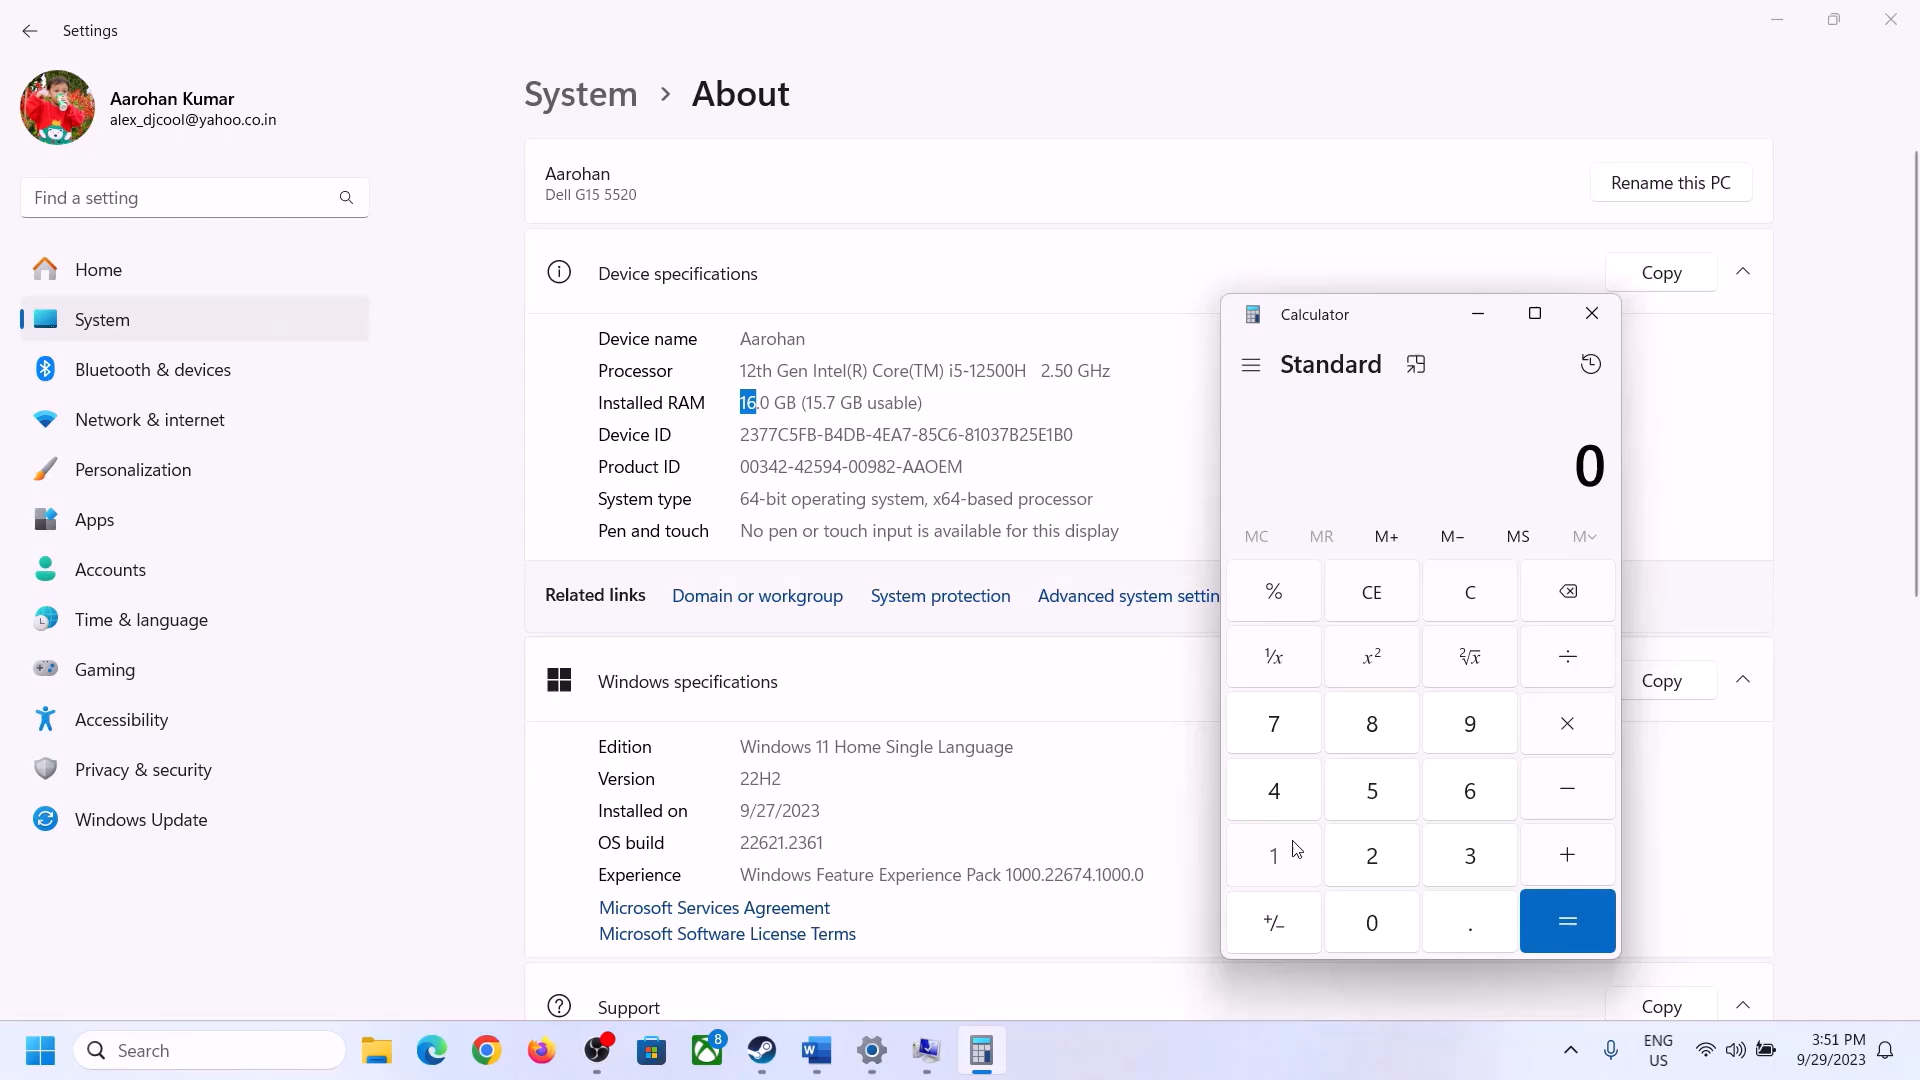 Settings
Aarohan Kumar
alex_djcool@yahoo.co.in
Find a setting
Home
System
Bluetooth & devices
Network & internet
Personalization
Apps
Accounts
Time & language
Gaming
Accessibility
Privacy & security
Windows Update
System > About
Aarohan
Dell G15 5520
Rename this PC
Device specifications
Copy
Device name Aarohan
Processor 12th Gen Intel(R) Core(TM) i5-12500H 2.50 GHz
Installed RAM 16.0 GB (15.7 GB usable)
Device ID 2377C5FB-B4DB-4EA7-85C6-81037B25E1B0
Product ID 00342-42594-00982-AAOEM
System type 64-bit operating system, x64-based processor
Pen and touch No pen or touch input is available for this display
Related links Domain or workgroup System protection Advanced system settin
Windows specifications
Copy
Edition Windows 11 Home Single Language
Version 22H2
Installed on 9/27/2023
OS build 22621.2361
Experience Windows Feature Experience Pack 1000.22674.1000.0
Microsoft Services Agreement
Microsoft Software License Terms
Support
Copy
Calculator
Standard
0
MC MR M+ M− MS M
% CE C
¹/x x² ²√x ÷
7 8 9 ×
4 5 6 −
1 2 3 +
+/− 0 . =
Search
8
ENG
US
3:51 PM
9/29/2023